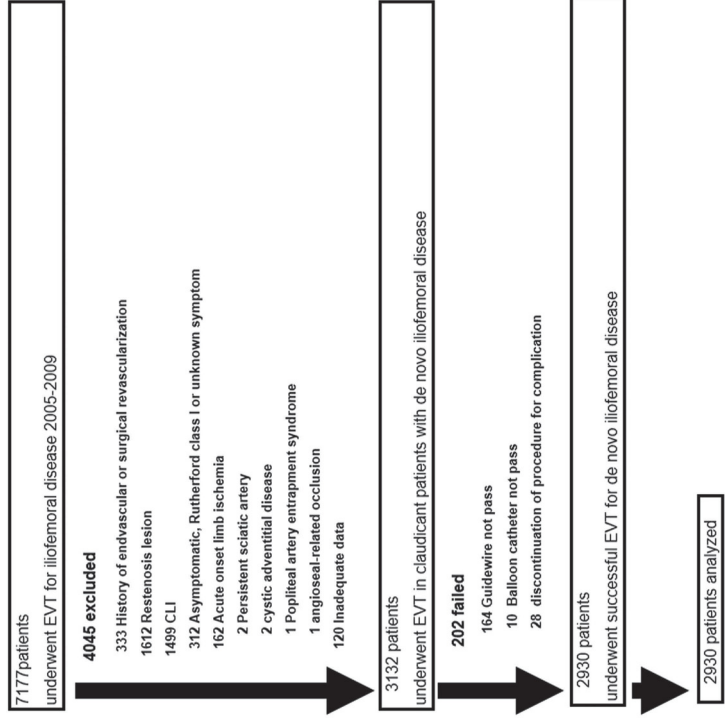 7177patients
underwent EVT for iliofemoral disease 2005-2009
4045 excluded
333 History of endvascular or surgical revascularization
1612 Restenosis lesion
1499 CLI
312 Asymptomatic, Rutherford class I or unknown symptom
162 Acute onset limb ischemia
2 Persistent sciatic artery
2 cystic adventitial disease
1 Popliteal artery entrapment syndrome
1 angioseal-related occlusion
120 Inadequate data
3132 patients
underwent EVT in claudicant patients with de novo iliofemoral disease
202 failed
164 Guidewire not pass
10 Balloon catheter not pass
28 discontinuation of procedure for complication
2930 patients
underwent successful EVT for de novo iliofemoral disease
2930 patients analyzed